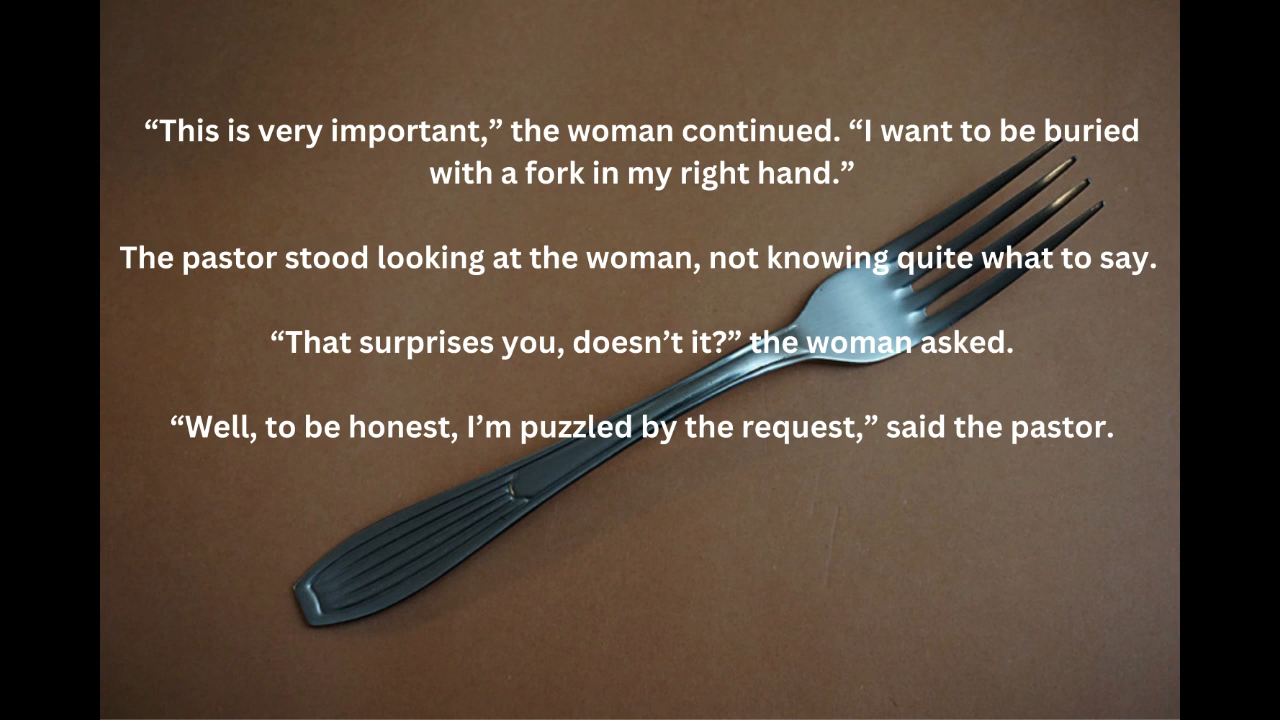 “This is very important,” the woman continued. “I want to be buried
with a fork in my right hand.”
The pastor stood looking at the woman, not knowing quite what to say.
“That surprises you, doesn’t it?” the woman asked.
“Well, to be honest, I’m puzzled by the request,” said the pastor.